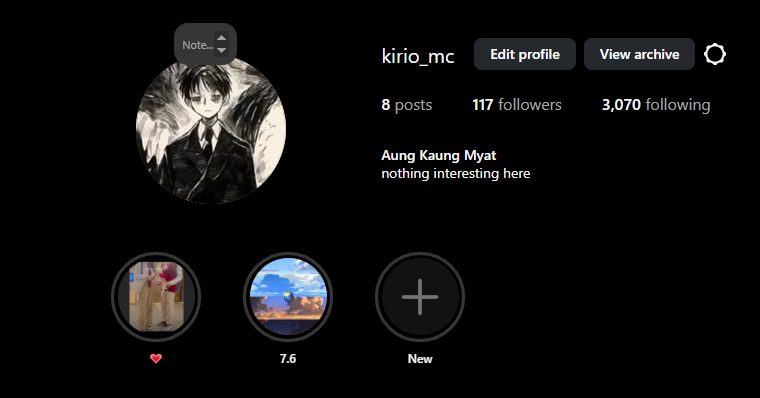 Note...
kirio_mc Edit profile View archive
8 posts 117 followers 3,070 following
Aung Kaung Myat
nothing interesting here
❤️ 7.6 New